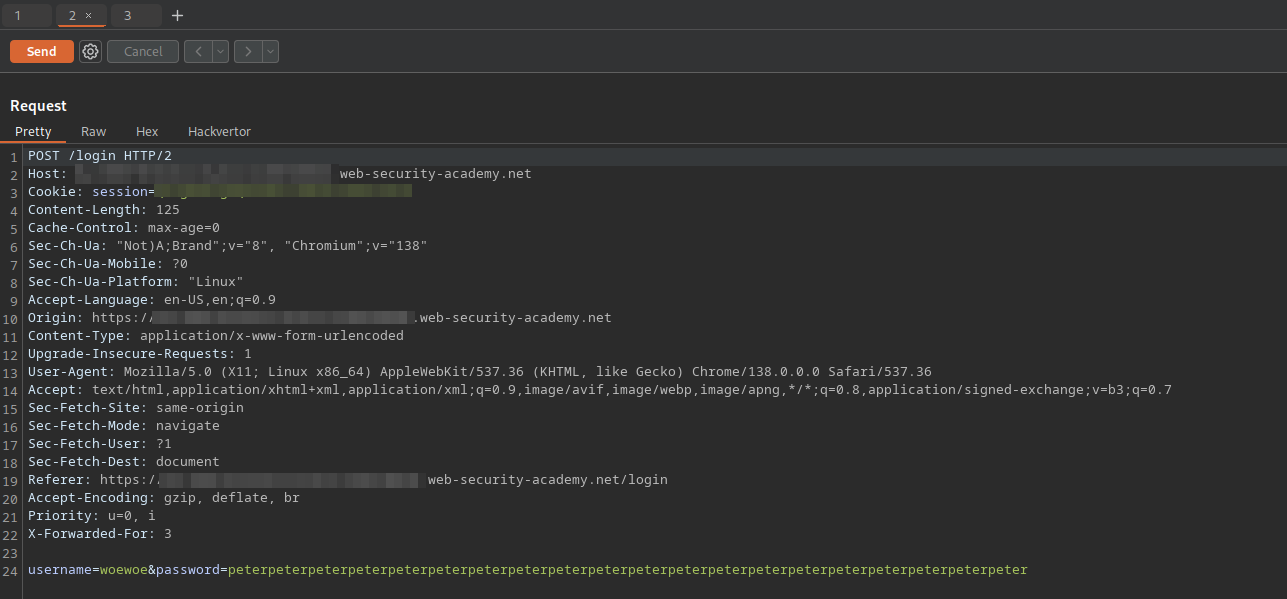 1 2 × 3 +
Send Cancel < >
Request
Pretty Raw Hex Hackvertor
1 POST /login HTTP/2
2 Host: web-security-academy.net
3 Cookie: session=
4 Content-Length: 125
5 Cache-Control: max-age=0
6 Sec-Ch-Ua: "Not)A;Brand";v="8", "Chromium";v="138"
7 Sec-Ch-Ua-Mobile: ?0
8 Sec-Ch-Ua-Platform: "Linux"
9 Accept-Language: en-US,en;q=0.9
10 Origin: https:/ .web-security-academy.net
11 Content-Type: application/x-www-form-urlencoded
12 Upgrade-Insecure-Requests: 1
13 User-Agent: Mozilla/5.0 (X11; Linux x86_64) AppleWebKit/537.36 (KHTML, like Gecko) Chrome/138.0.0.0 Safari/537.36
14 Accept: text/html,application/xhtml+xml,application/xml;q=0.9,image/avif,image/webp,image/apng,*/*;q=0.8,application/signed-exchange;v=b3;q=0.7
15 Sec-Fetch-Site: same-origin
16 Sec-Fetch-Mode: navigate
17 Sec-Fetch-User: ?1
18 Sec-Fetch-Dest: document
19 Referer: https:/ web-security-academy.net/login
20 Accept-Encoding: gzip, deflate, br
21 Priority: u=0, i
22 X-Forwarded-For: 3
23
24 username=woewoe&password=peterpeterpeterpeterpeterpeterpeterpeterpeterpeterpeterpeterpeterpeterpeterpeterpeterpeterpeterpeter